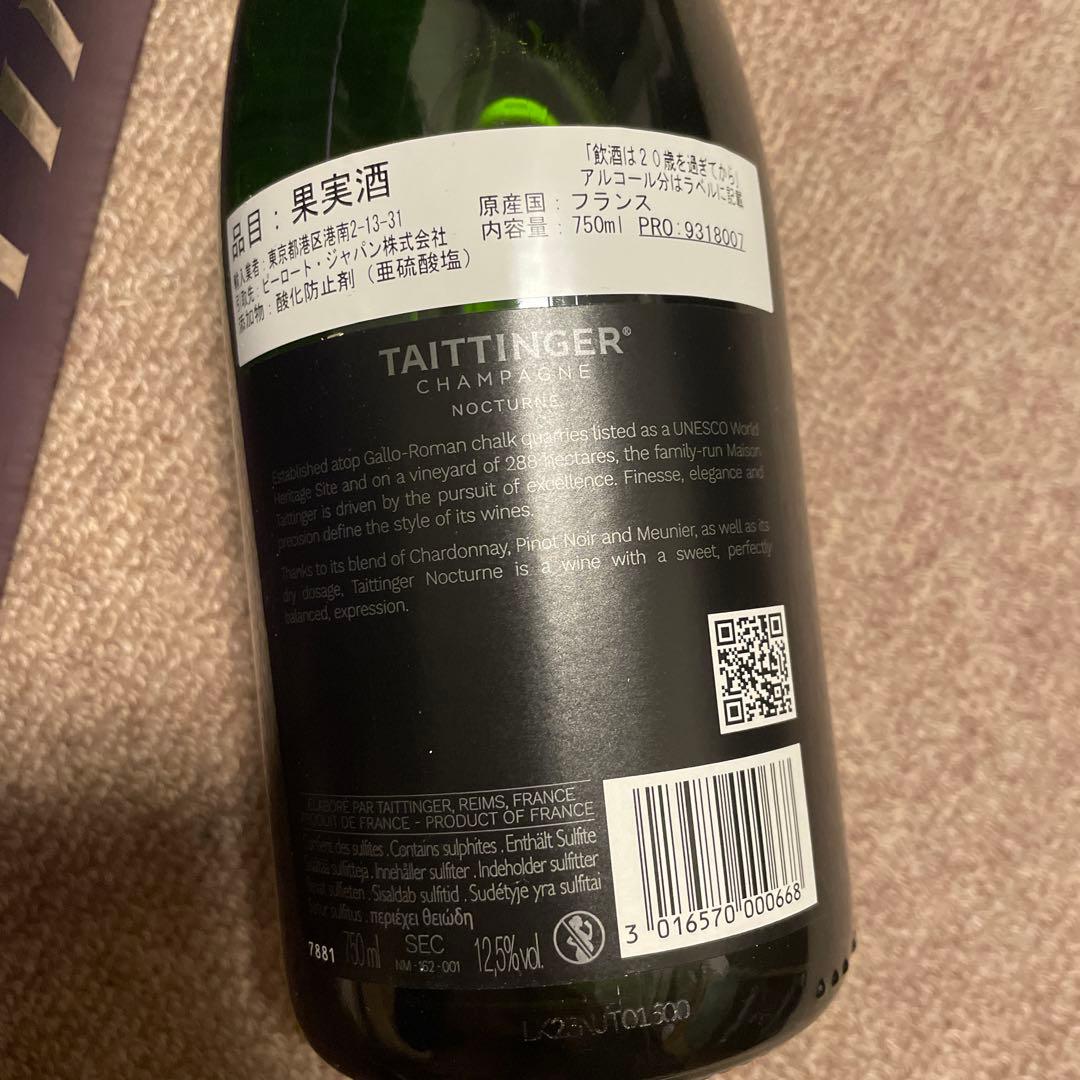 品目：果実酒
輸入業者：東京都港区港南2-13-31
引取先：ピーロート・ジャパン株式会社
添加物：酸化防止剤（亜硫酸塩）
「飲酒は20歳を過ぎてから」
アルコール分はラベルに記載
原産国：フランス
内容量：750ml PRO:9318007
TAITTINGER®
CHAMPAGNE
NOCTURNE
Established atop Gallo-Roman chalk quarries listed as a UNESCO World
Heritage Site and on a vineyard of 288 hectares, the family-run Maison
Taittinger is driven by the pursuit of excellence. Finesse, elegance and
precision define the style of its wines.
Thanks to its blend of Chardonnay, Pinot Noir and Meunier, as well as its
dry dosage, Taittinger Nocturne is a wine with a sweet, perfectly
balanced, expression.
ÉLABORÉ PAR TAITTINGER, REIMS, FRANCE
PRODUIT DE FRANCE - PRODUCT OF FRANCE
des sulfites . Contains sulphites . Enthält Sulfite
sulfiitteja . Innehåller sulfiter . Indeholder sulfitter
sulfieten . Sisaldab sulfitid . Sudėtyje yra sulfitai
sulfitus . περιέχει θειώδη
7881 750 ml SEC 12,5% vol.
NM-162-001
3 016570 000668